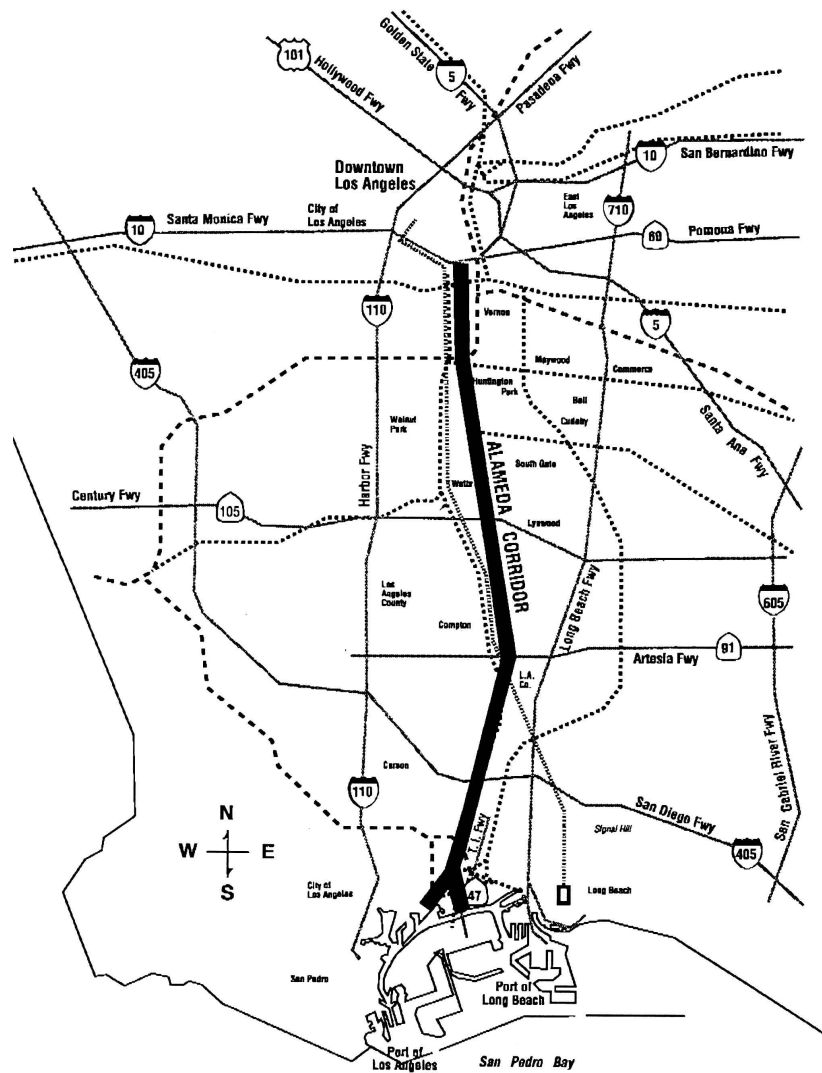 Golden State
Fwy
5
101
Hollywood Fwy
Pasadena Fwy
10
San Bernardino Fwy
Downtown
Los Angeles
East
Los
Angeles
710
City of
Los Angeles
Santa Monica Fwy
10
60
Pomona Fwy
110
Vernon
5
405
Maywood
Commerce
Huntington
Park
Bell
Cudahy
Walnut
Park
Santa Ana Fwy
Harbor Fwy
ALAMEDA CORRIDOR
South Gate
Watts
Century Fwy
105
Lynwood
Long Beach Fwy
Los
Angeles
County
605
Compton
91
Artesia Fwy
L.A.
Co.
San Gabriel River Fwy
Carson
110
San Diego Fwy
T.I. Fwy
Signal Hill
405
N
W E
S
City of
Los Angeles
47
Long Beach
San Pedro
Port of
Long Beach
Port of
Los Angeles
San Pedro Bay